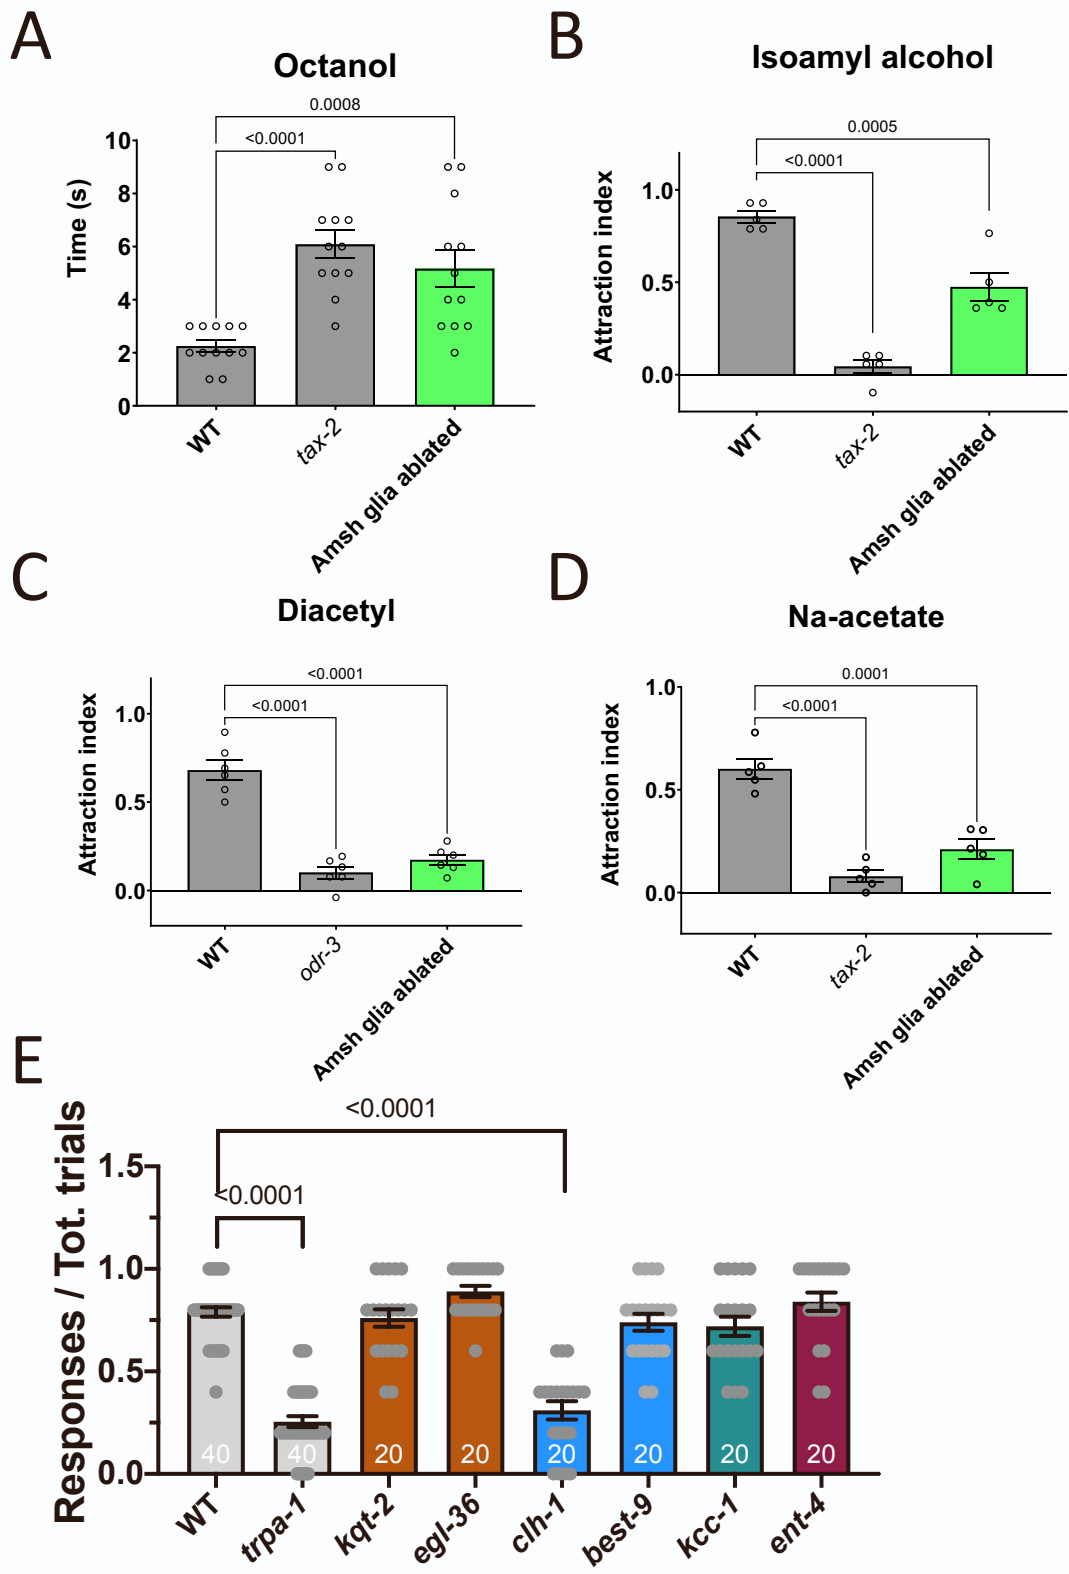 A
Octanol
0.0008
<0.0001
10
8
6
4
2
0
Time (s)
WT
tax-2
Amsh glia ablated
B
Isoamyl alcohol
0.0005
<0.0001
1.0
0.5
0.0
Attraction index
WT
tax-2
Amsh glia ablated
C
Diacetyl
<0.0001
<0.0001
1.0
0.5
0.0
Attraction index
WT
odr-3
Amsh glia ablated
D
Na-acetate
0.0001
<0.0001
1.0
0.5
0.0
Attraction index
WT
tax-2
Amsh glia ablated
E
<0.0001
<0.0001
1.5
1.0
0.5
0.0
Responses / Tot. trials
40
40
20
20
20
20
20
20
WT
trpa-1
kqt-2
egl-36
clh-1
best-9
kcc-1
ent-4